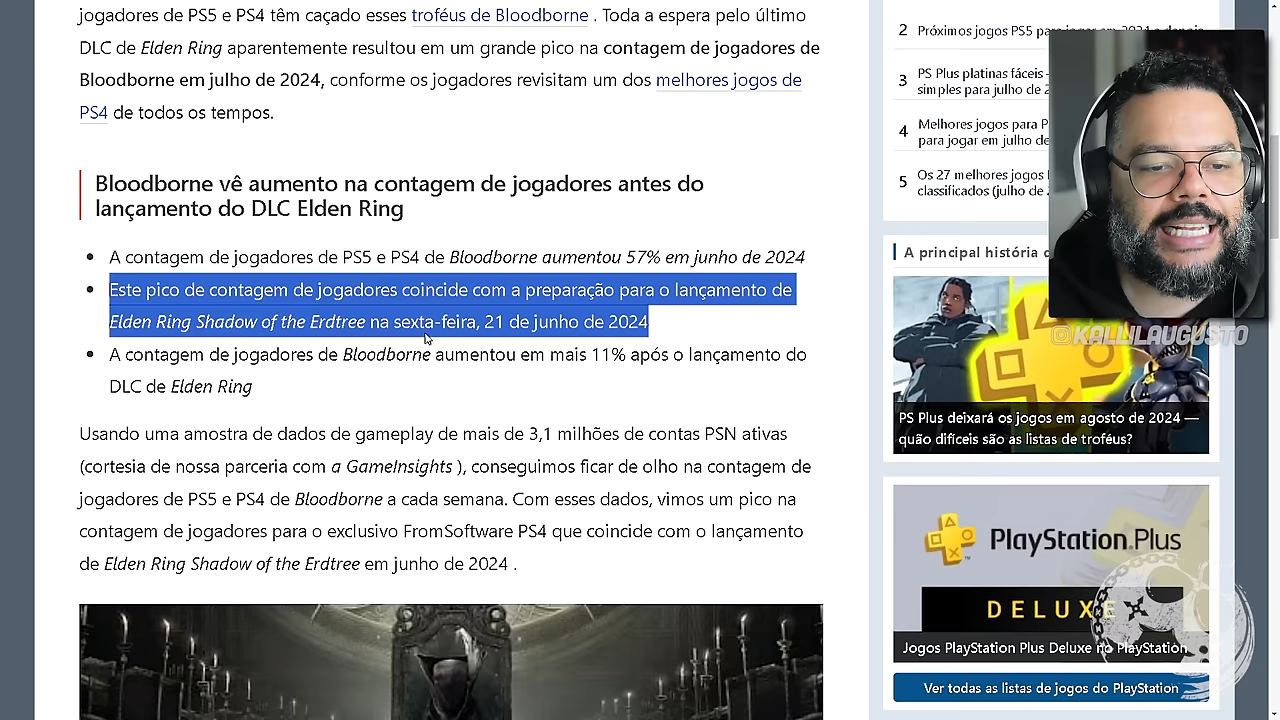 jogadores de PS5 e PS4 têm caçado esses troféus de Bloodborne . Toda a espera pelo último
DLC de Elden Ring aparentemente resultou em um grande pico na contagem de jogadores de
Bloodborne em julho de 2024, conforme os jogadores revisitam um dos melhores jogos de
PS4 de todos os tempos.
Bloodborne vê aumento na contagem de jogadores antes do
lançamento do DLC Elden Ring
A contagem de jogadores de PS5 e PS4 de Bloodborne aumentou 57% em junho de 2024
Este pico de contagem de jogadores coincide com a preparação para o lançamento de
Elden Ring Shadow of the Erdtree na sexta-feira, 21 de junho de 2024
A contagem de jogadores de Bloodborne aumentou em mais 11% após o lançamento do
DLC de Elden Ring
Usando uma amostra de dados de gameplay de mais de 3,1 milhões de contas PSN ativas
(cortesia de nossa parceria com a GameInsights ), conseguimos ficar de olho na contagem de
jogadores de PS5 e PS4 de Bloodborne a cada semana. Com esses dados, vimos um pico na
contagem de jogadores para o exclusivo FromSoftware PS4 que coincide com o lançamento
de Elden Ring Shadow of the Erdtree em junho de 2024 .
2 Próximos jogos PS5 para jogar em 2024 e depois
3 PS Plus platinas fáceis
simples para julho de 2
4 Melhores jogos para P
para jogar em julho de
5 Os 27 melhores jogos
classificados (julho de
A principal história
@KALLILAUGUSTO
PS Plus deixará os jogos em agosto de 2024 —
quão difíceis são as listas de troféus?
PlayStation.Plus
DELUXE
Jogos PlayStation Plus Deluxe no PlayStation
Ver todas as listas de jogos do PlayStation